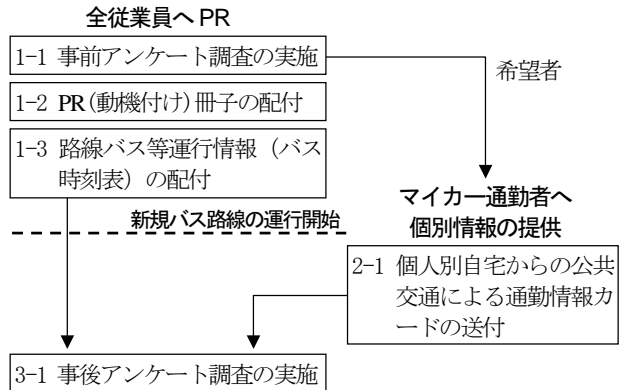 全従業員へ PR
1-1 事前アンケート調査の実施
希望者
1-2 PR(動機付け)冊子の配付
1-3 路線バス等運行情報（バス
時刻表）の配付
マイカー通勤者へ
個別情報の提供
新規バス路線の運行開始
2-1 個人別自宅からの公共
交通による通勤情報カ
ードの送付
3-1 事後アンケート調査の実施